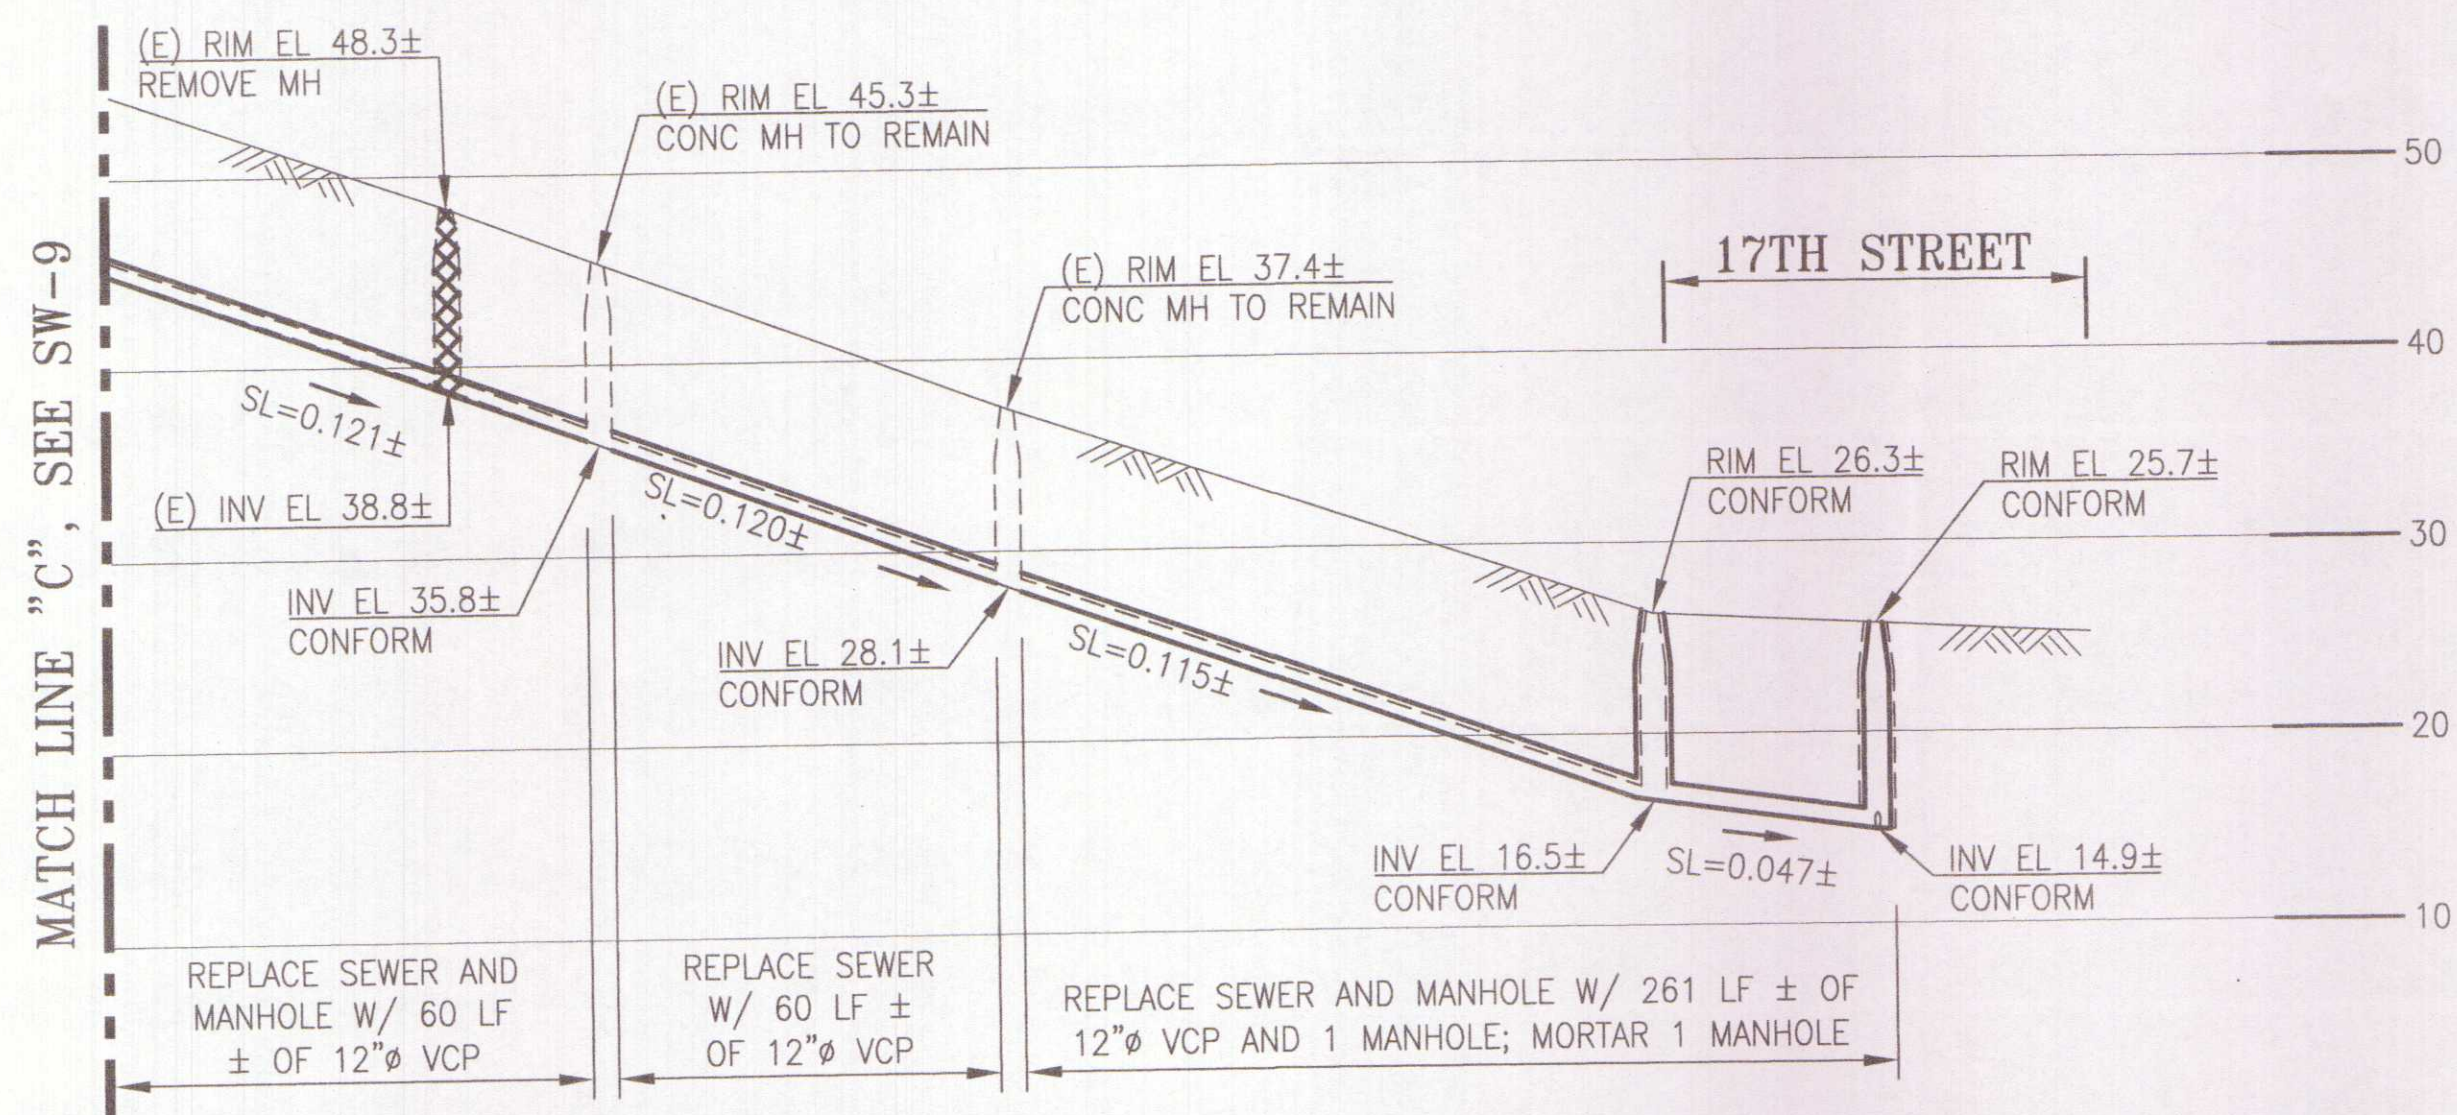 (E) RIM EL 48.3±
REMOVE MH
(E) RIM EL 45.3±
CONC MH TO REMAIN
50
17TH STREET
(E) RIM EL 37.4±
CONC MH TO REMAIN
40
MATCH LINE "C", SEE SW-9
SL=0.121±
RIM EL 26.3±
CONFORM
RIM EL 25.7±
CONFORM
(E) INV EL 38.8±
SL=0.120±
30
INV EL 35.8±
CONFORM
INV EL 28.1±
CONFORM
SL=0.115±
20
INV EL 16.5±
CONFORM
SL=0.047±
INV EL 14.9±
CONFORM
10
REPLACE SEWER AND
MANHOLE W/ 60 LF
± OF 12"ø VCP
REPLACE SEWER
W/ 60 LF ±
OF 12"ø VCP
REPLACE SEWER AND MANHOLE W/ 261 LF ± OF
12"ø VCP AND 1 MANHOLE; MORTAR 1 MANHOLE